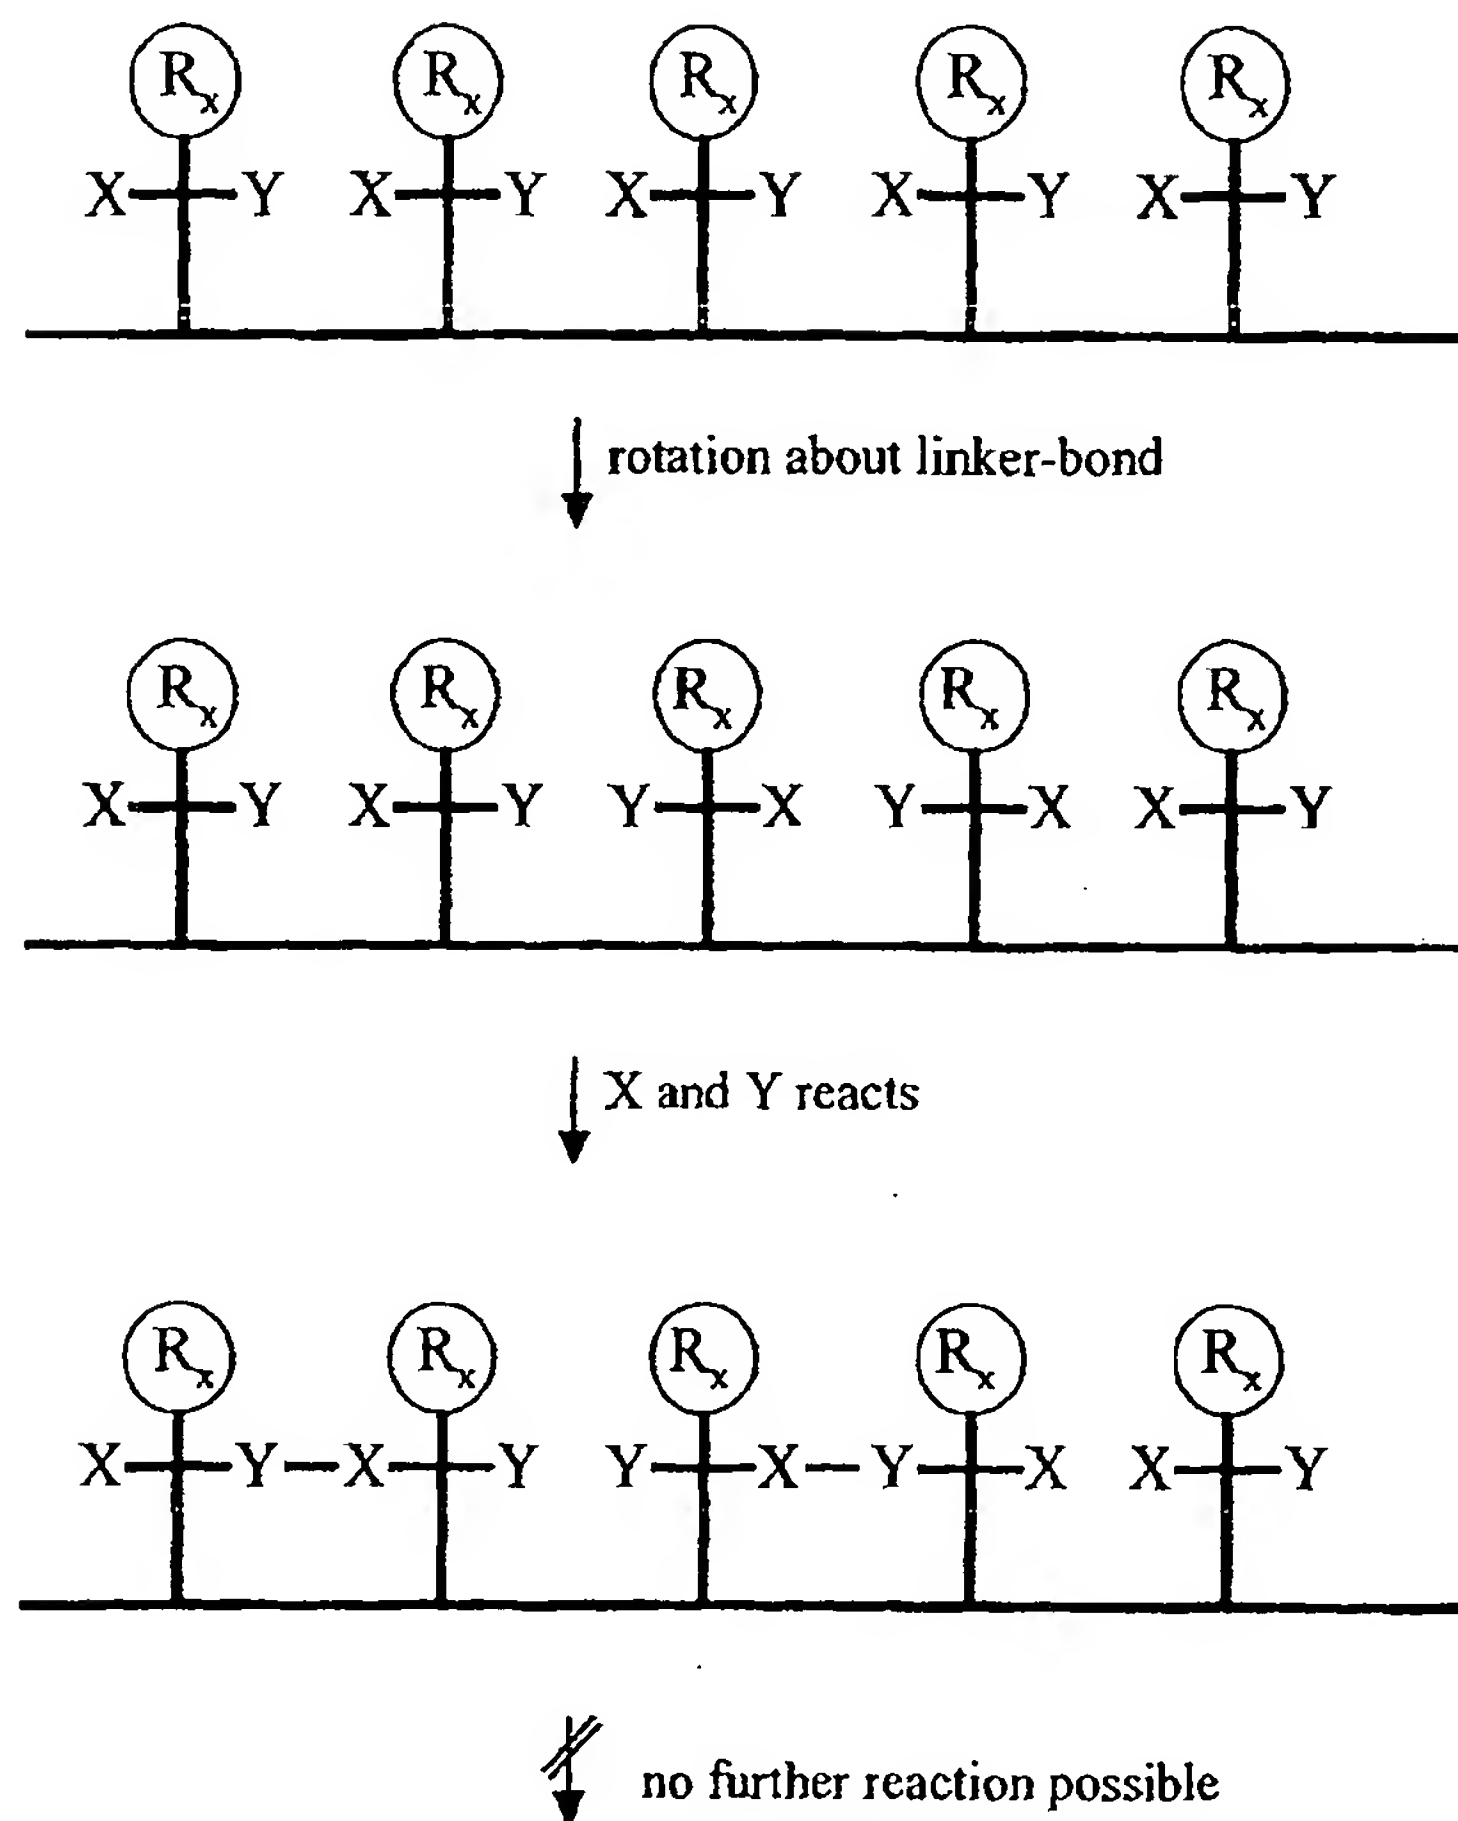 Rx Rx Rx Rx Rx
X Y X Y X Y X Y X Y
rotation about linker-bond
Rx Rx Rx Rx Rx
X Y X Y Y X Y X X Y
X and Y reacts
Rx Rx Rx Rx Rx
X Y X Y Y X Y X X Y
no further reaction possible